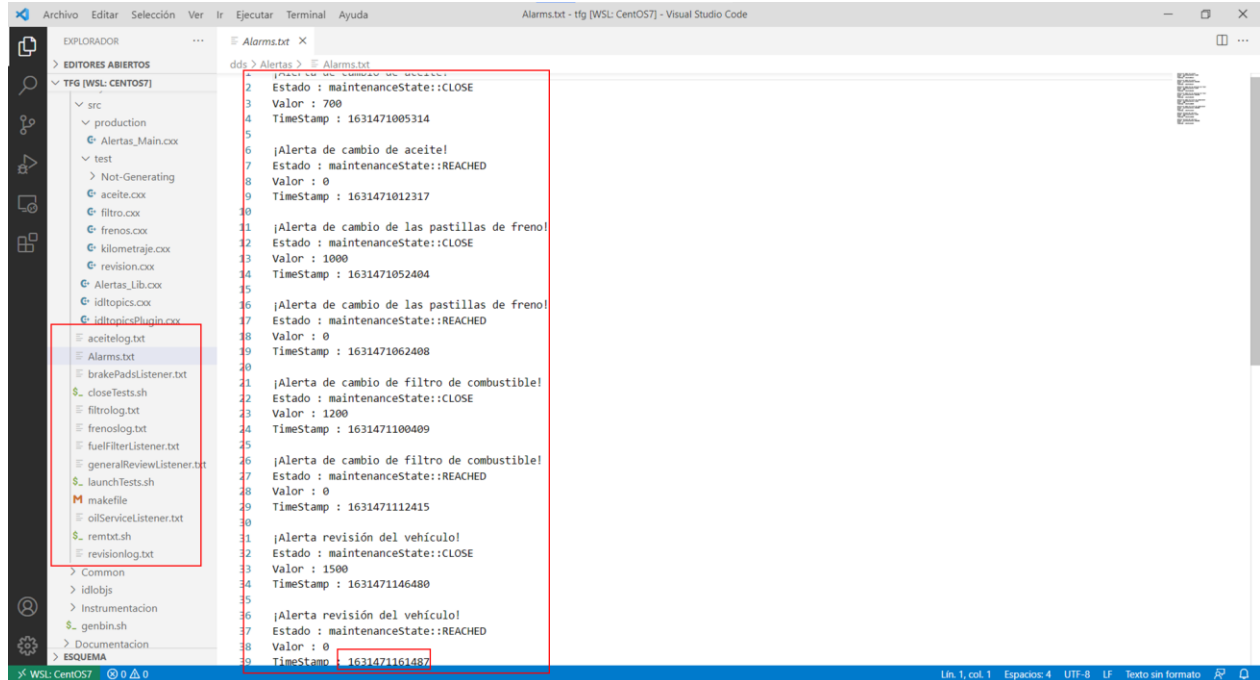 Archivo Editar Selección Ver Ir Ejecutar Terminal Ayuda
Alarms.txt - tfg [WSL: CentOS7] - Visual Studio Code
EXPLORADOR
EDITORES ABIERTOS
TFG [WSL: CENTOS7]
src
production
Alertas_Main.cxx
test
Not-Generating
aceite.cxx
filtro.cxx
frenos.cxx
kilometraje.cxx
revision.cxx
Alertas_Lib.cxx
idltopics.cxx
idltopicsPlugin.cxx
aceitelog.txt
Alarms.txt
brakePadsListener.txt
closeTests.sh
filtrolog.txt
frenoslog.txt
fuelFilterListener.txt
generalReviewListener.txt
launchTests.sh
makefile
oilServiceListener.txt
remtxt.sh
revisionlog.txt
Common
idlobjs
Instrumentacion
genbin.sh
Documentacion
ESQUEMA
Alarms.txt
dds > Alertas > Alarms.txt
1 ¡Alerta de cambio de aceite!
2 Estado : maintenanceState::CLOSE
3 Valor : 700
4 TimeStamp : 1631471005314
5
6 ¡Alerta de cambio de aceite!
7 Estado : maintenanceState::REACHED
8 Valor : 0
9 TimeStamp : 1631471012317
10
11 ¡Alerta de cambio de las pastillas de freno!
12 Estado : maintenanceState::CLOSE
13 Valor : 1000
14 TimeStamp : 1631471052404
15
16 ¡Alerta de cambio de las pastillas de freno!
17 Estado : maintenanceState::REACHED
18 Valor : 0
19 TimeStamp : 1631471062408
20
21 ¡Alerta de cambio de filtro de combustible!
22 Estado : maintenanceState::CLOSE
23 Valor : 1200
24 TimeStamp : 1631471100409
25
26 ¡Alerta de cambio de filtro de combustible!
27 Estado : maintenanceState::REACHED
28 Valor : 0
29 TimeStamp : 1631471112415
30
31 ¡Alerta revisión del vehículo!
32 Estado : maintenanceState::CLOSE
33 Valor : 1500
34 TimeStamp : 1631471146480
35
36 ¡Alerta revisión del vehículo!
37 Estado : maintenanceState::REACHED
38 Valor : 0
39 TimeStamp : 1631471161487
WSL: CentOS7 0 0
Lín. 1, col. 1 Espacios: 4 UTF-8 LF Texto sin formato